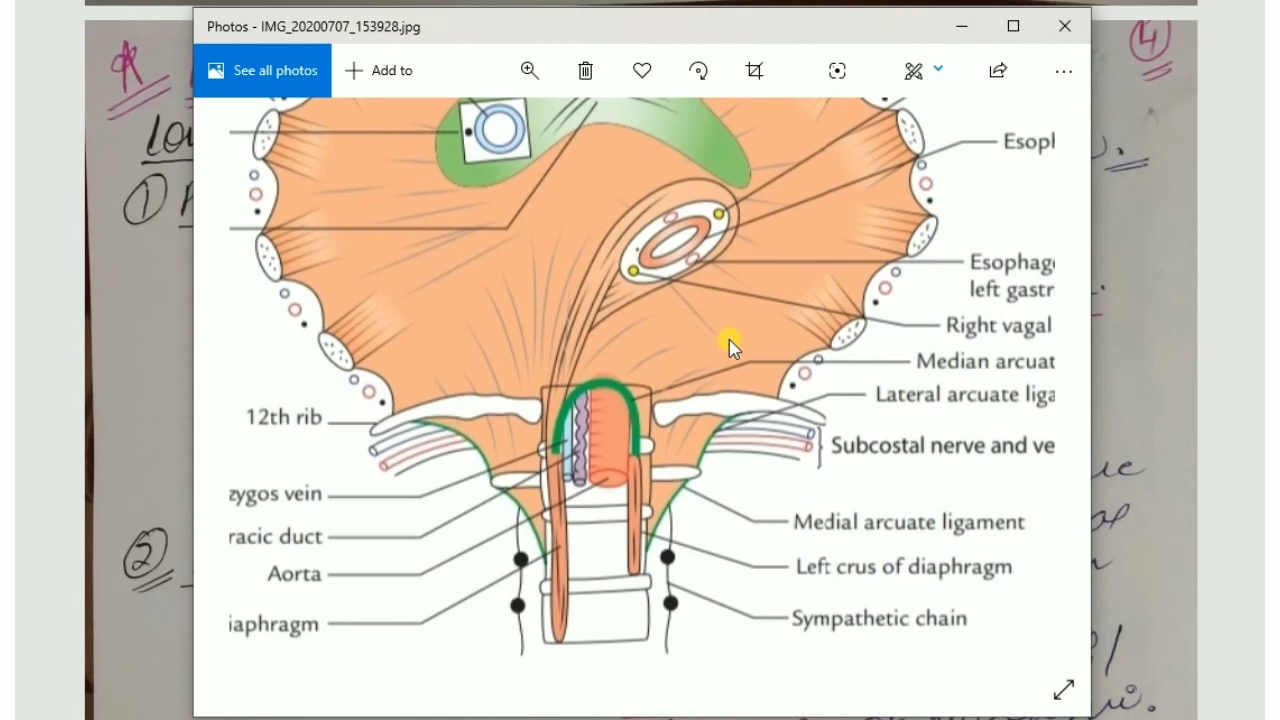 Photos - IMG_20200707_153928.jpg
See all photos
Add to
4
①
Esoph
Esophage
left gastr
Right vagal
Median arcuat
Lateral arcuate liga
12th rib
Subcostal nerve and ve
zygos vein
Medial arcuate ligament
racic duct
Aorta
Left crus of diaphragm
②
iaphragm
Sympathetic chain